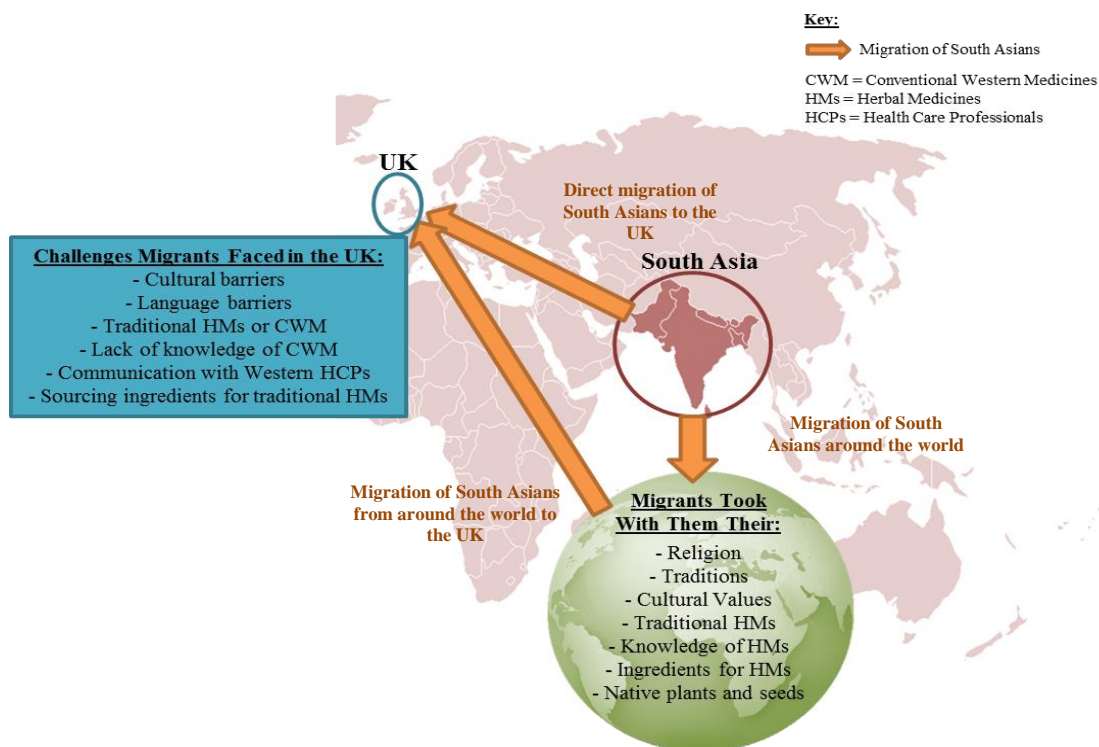 Key:
Migration of South Asians
CWM = Conventional Western Medicines
HMs = Herbal Medicines
HCPs = Health Care Professionals
UK
Direct migration of
South Asians to the
UK
South Asia
Challenges Migrants Faced in the UK:
- Cultural barriers
- Language barriers
- Traditional HMs or CWM
- Lack of knowledge of CWM
- Communication with Western HCPs
- Sourcing ingredients for traditional HMs
Migration of South
Asians around the world
Migration of South Asians
from around the world to
the UK
Migrants Took
With Them Their:
- Religion
- Traditions
- Cultural Values
- Traditional HMs
- Knowledge of HMs
- Ingredients for HMs
- Native plants and seeds